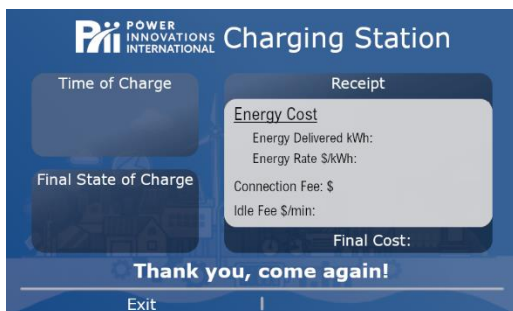 Pii POWER
INNOVATIONS
INTERNATIONAL
Charging Station
Time of Charge
Final State of Charge
Receipt
Energy Cost
Energy Delivered kWh:
Energy Rate $/kWh:
Connection Fee: $
Idle Fee $/min:
Final Cost:
Thank you, come again!
Exit